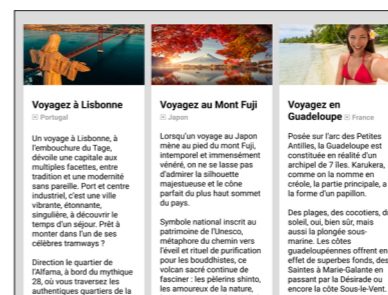 Voyagez à Lisbonne
Portugal
Un voyage à Lisbonne, à
l'embouchure du Tage,
dévoile une capitale aux
multiples facettes, entre
tradition et une modernité
sans pareille. Port et centre
industriel, c'est une ville
vibrante, étonnante,
singulière, à découvrir le
temps d'un séjour. Prêt à
monter dans l'un de ses
célèbres tramways ?
Direction le quartier de
l'Alfama, à bord du mythique
28, où vous traversez les
authentiques quartiers de la
Voyagez au Mont Fuji
Japon
Lorsqu'un voyage au Japon
mène au pied du mont Fuji,
intemporel et immensément
vénéré, on ne se lasse pas
d'admirer la silhouette
majestueuse et le cône
parfait du plus haut sommet
du pays.
Symbole national inscrit au
patrimoine de l'Unesco,
métaphore du chemin vers
l'éveil et rituel de purification
pour les bouddhistes, ce
volcan sacré continue de
fasciner : les pèlerins shinto,
les amoureux de la nature,
Voyagez en
Guadeloupe France
Posée sur l'arc des Petites
Antilles, la Guadeloupe est
constituée en réalité d'un
archipel de 7 îles. Karukera,
comme on la nomme en
créole, la partie principale, a
la forme d'un papillon.
Des plages, des cocotiers, du
soleil, oui, bien sûr, mais
aussi la plongée sous-
marine. Les côtes
guadeloupéennes offrent en
effet de superbes fonds, des
Saintes à Marie-Galante en
passant par la Désirade ou
encore la côte Sous-le-Vent.